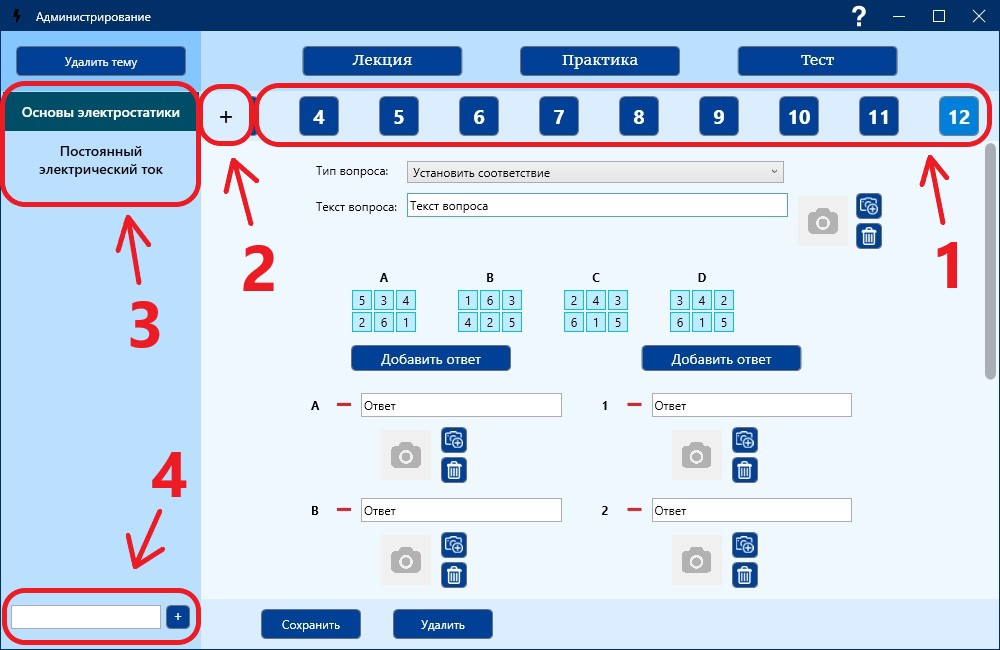 Администрирование ?
Удалить тему
Лекция Практика Тест
Основы электростатики
Постоянный
электрический ток
+ 4 5 6 7 8 9 10 11 12
Тип вопроса: Установить соответствие
Текст вопроса: Текст вопроса
1
2
3
A B C D
5 3 4 1 6 3 2 4 3 3 4 2
2 6 1 4 2 5 6 1 5 6 1 5
Добавить ответ Добавить ответ
A Ответ 1 Ответ
4
B Ответ 2 Ответ
+
Сохранить Удалить